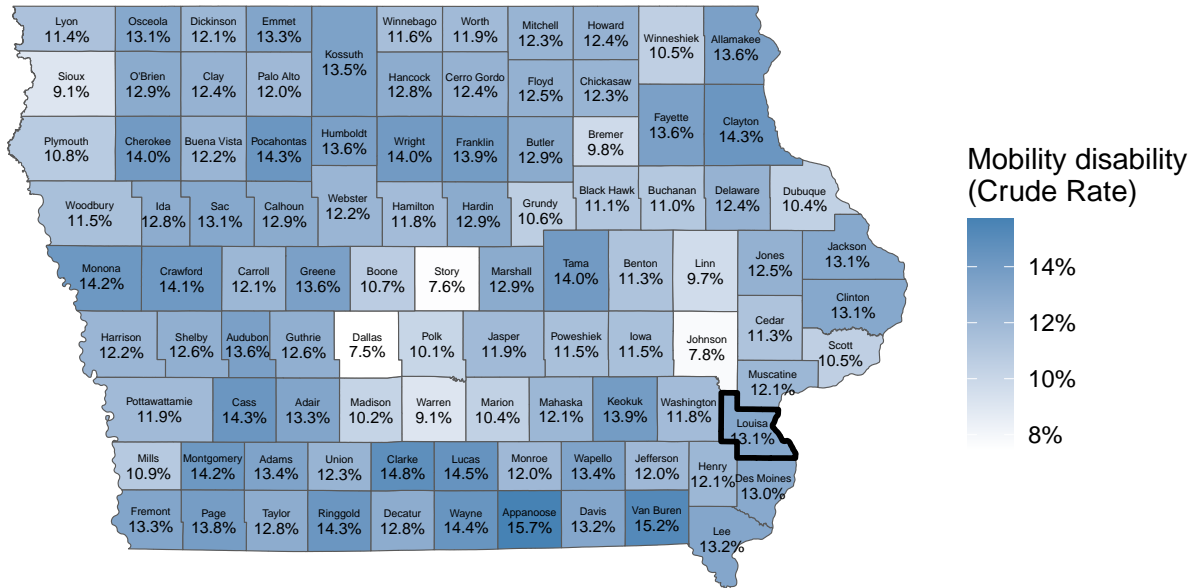 Lyon
11.4%
Osceola
13.1%
Dickinson
12.1%
Emmet
13.3%
Kossuth
13.5%
Winnebago
11.6%
Worth
11.9%
Mitchell
12.3%
Howard
12.4%
Winneshiek
10.5%
Allamakee
13.6%
Sioux
9.1%
O'Brien
12.9%
Clay
12.4%
Palo Alto
12.0%
Hancock
12.8%
Cerro Gordo
12.4%
Floyd
12.5%
Chickasaw
12.3%
Fayette
13.6%
Clayton
14.3%
Plymouth
10.8%
Cherokee
14.0%
Buena Vista
12.2%
Pocahontas
14.3%
Humboldt
13.6%
Wright
14.0%
Franklin
13.9%
Butler
12.9%
Bremer
9.8%
Woodbury
11.5%
Ida
12.8%
Sac
13.1%
Calhoun
12.9%
Webster
12.2%
Hamilton
11.8%
Hardin
12.9%
Grundy
10.6%
Black Hawk
11.1%
Buchanan
11.0%
Delaware
12.4%
Dubuque
10.4%
Monona
14.2%
Crawford
14.1%
Carroll
12.1%
Greene
13.6%
Boone
10.7%
Story
7.6%
Marshall
12.9%
Tama
14.0%
Benton
11.3%
Linn
9.7%
Jones
12.5%
Jackson
13.1%
Clinton
13.1%
Harrison
12.2%
Shelby
12.6%
Audubon
13.6%
Guthrie
12.6%
Dallas
7.5%
Polk
10.1%
Jasper
11.9%
Poweshiek
11.5%
Iowa
11.5%
Johnson
7.8%
Cedar
11.3%
Scott
10.5%
Muscatine
12.1%
Pottawattamie
11.9%
Cass
14.3%
Adair
13.3%
Madison
10.2%
Warren
9.1%
Marion
10.4%
Mahaska
12.1%
Keokuk
13.9%
Washington
11.8%
Louisa
13.1%
Mills
10.9%
Montgomery
14.2%
Adams
13.4%
Union
12.3%
Clarke
14.8%
Lucas
14.5%
Monroe
12.0%
Wapello
13.4%
Jefferson
12.0%
Henry
12.1%
Des Moines
13.0%
Fremont
13.3%
Page
13.8%
Taylor
12.8%
Ringgold
14.3%
Decatur
12.8%
Wayne
14.4%
Appanoose
15.7%
Davis
13.2%
Van Buren
15.2%
Lee
13.2%
Mobility disability
(Crude Rate)
14%
12%
10%
8%